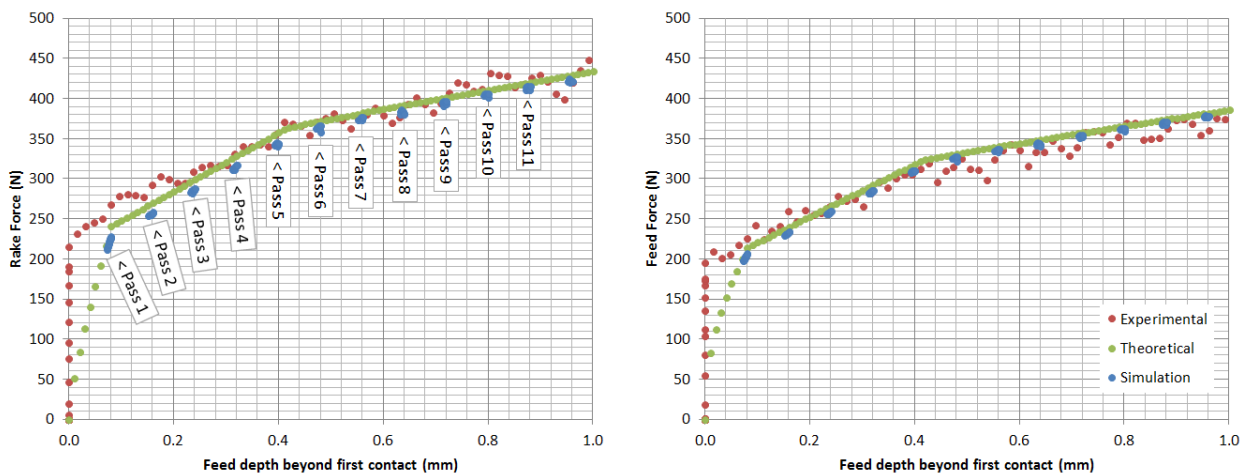 500
450
400
350
300
250
200
150
100
50
0
Rake Force (N)
< Pass 1
< Pass 2
< Pass 3
< Pass 4
< Pass 5
< Pass6
< Pass 7
< Pass 8
< Pass 9
< Pass 10
< Pass 11
0.0 0.2 0.4 0.6 0.8 1.0
Feed depth beyond first contact (mm)
500
450
400
350
300
250
200
150
100
50
0
Feed Force (N)
Experimental
Theoretical
Simulation
0.0 0.2 0.4 0.6 0.8 1.0
Feed depth beyond first contact (mm)